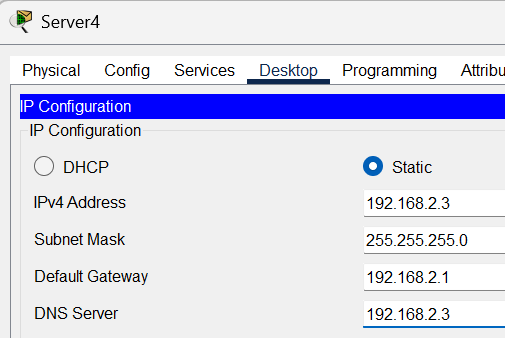 Server4
Physical Config Services Desktop Programming Attribu
IP Configuration
IP Configuration
DHCP Static
IPv4 Address 192.168.2.3
Subnet Mask 255.255.255.0
Default Gateway 192.168.2.1
DNS Server 192.168.2.3